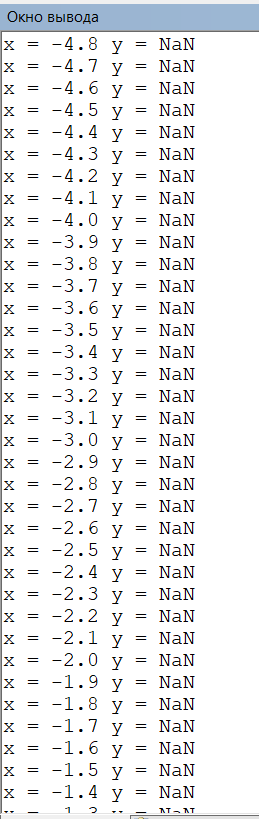 Окно вывода
x = -4.8 y = NaN
x = -4.7 y = NaN
x = -4.6 y = NaN
x = -4.5 y = NaN
x = -4.4 y = NaN
x = -4.3 y = NaN
x = -4.2 y = NaN
x = -4.1 y = NaN
x = -4.0 y = NaN
x = -3.9 y = NaN
x = -3.8 y = NaN
x = -3.7 y = NaN
x = -3.6 y = NaN
x = -3.5 y = NaN
x = -3.4 y = NaN
x = -3.3 y = NaN
x = -3.2 y = NaN
x = -3.1 y = NaN
x = -3.0 y = NaN
x = -2.9 y = NaN
x = -2.8 y = NaN
x = -2.7 y = NaN
x = -2.6 y = NaN
x = -2.5 y = NaN
x = -2.4 y = NaN
x = -2.3 y = NaN
x = -2.2 y = NaN
x = -2.1 y = NaN
x = -2.0 y = NaN
x = -1.9 y = NaN
x = -1.8 y = NaN
x = -1.7 y = NaN
x = -1.6 y = NaN
x = -1.5 y = NaN
x = -1.4 y = NaN